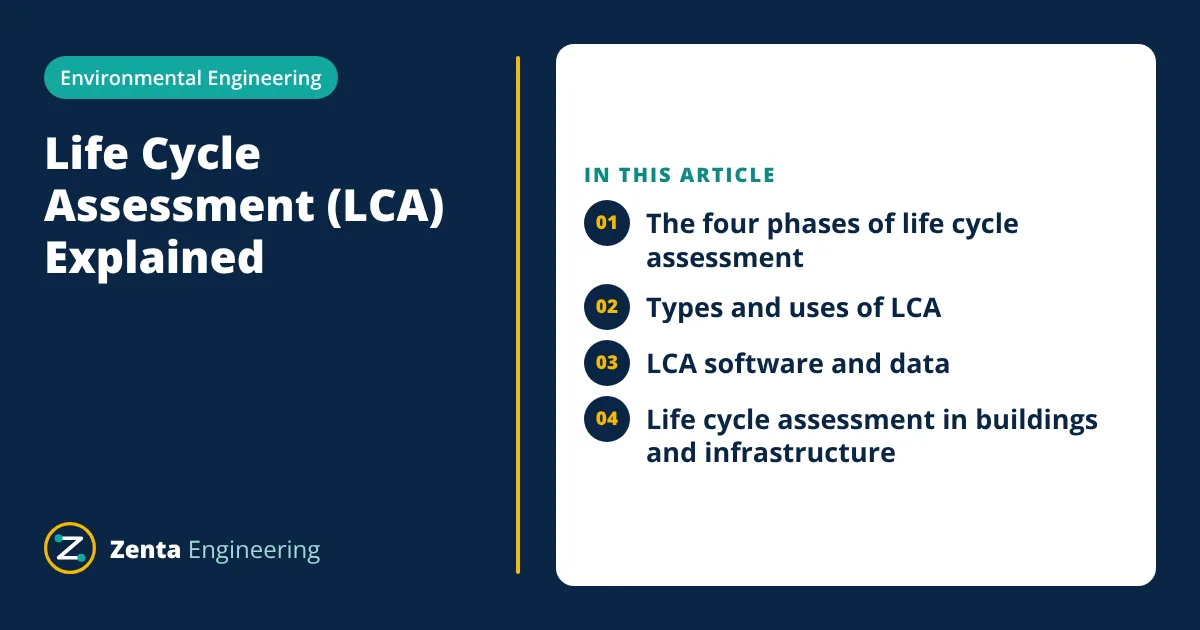 Environmental Engineering
Life Cycle
Assessment (LCA)
Explained
Zenta Engineering
IN THIS ARTICLE
01 The four phases of life cycle
assessment
02 Types and uses of LCA
03 LCA software and data
04 Life cycle assessment in buildings
and infrastructure